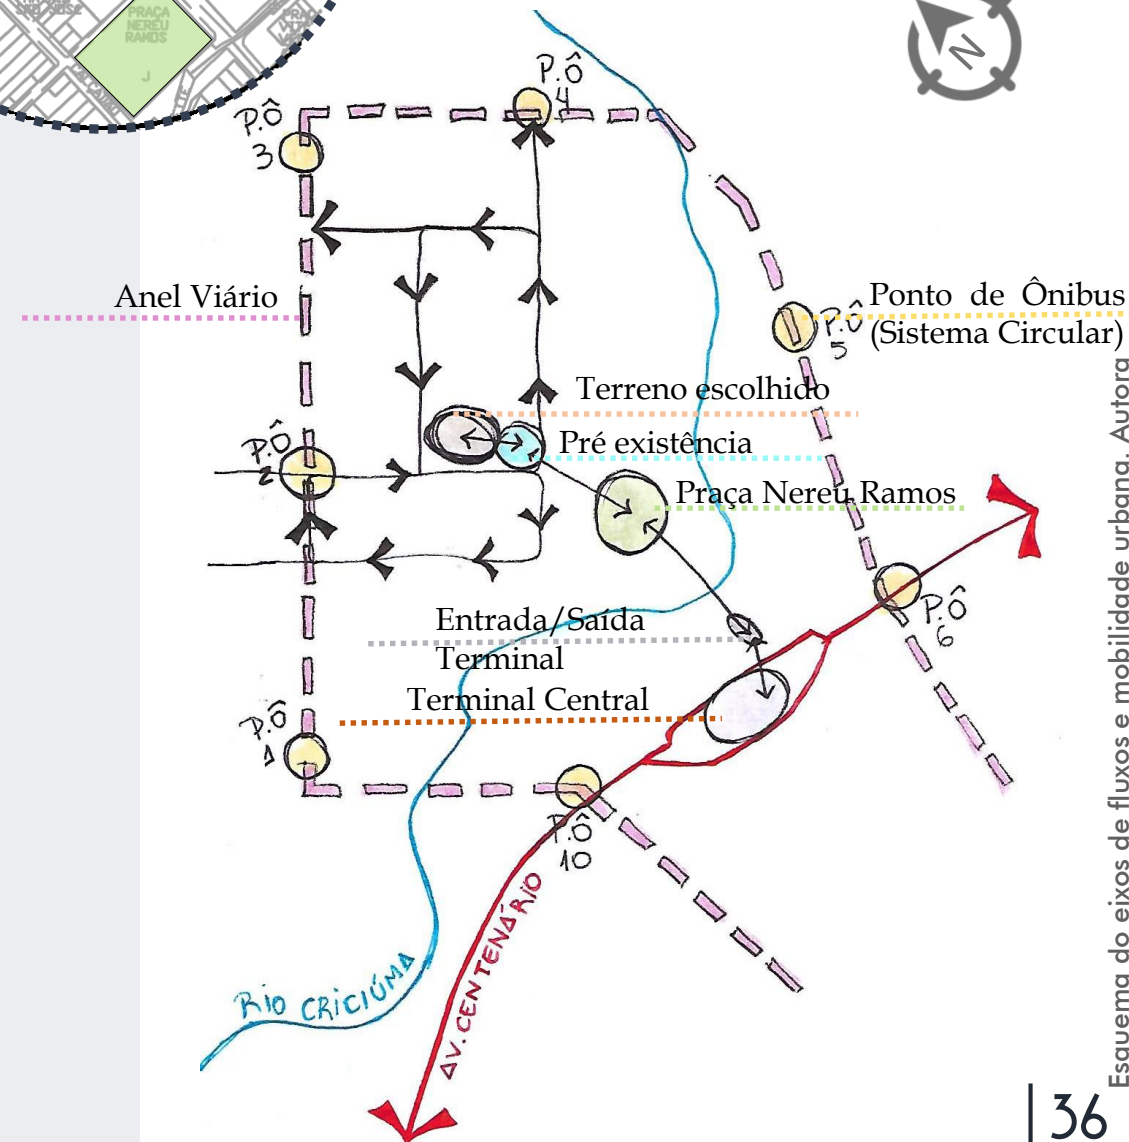 PRAÇA
NEREU
RAMOS
J
N
P.Ô
4
P.Ô
3
Anel Viário
Ponto de Ônibus
(Sistema Circular)
P.Ô
5
Terreno escolhido
Pré existência
P.Ô
2
Praça Nereu Ramos
Entrada/Saída
Terminal
P.Ô
6
Terminal Central
P.Ô
1
P.Ô
10
AV. CENTENÁRIO
RIO CRICIÚMA
Esquema do eixos de fluxos e mobilidade urbana. Autora
|36